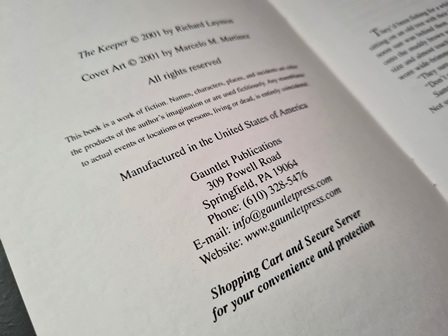 The Keeper © 2001 by Richard Laymon
Cover Art © 2001 by Marcelo M. Martinez
All rights reserved
This book is a work of fiction. Names, characters, places, and incidents are either
the products of the author's imagination or are used fictitiously. Any resemblance
to actual events or locations or persons, living or dead, is entirely coincidental.
Manufactured in the United States of America
Gauntlet Publications
309 Powell Road
Springfield, PA 19064
Phone: (610) 328-5476
E-mail: info@gauntletpress.com
Website: www.gauntletpress.com
Shopping Cart and Secure Server
for your convenience and protection